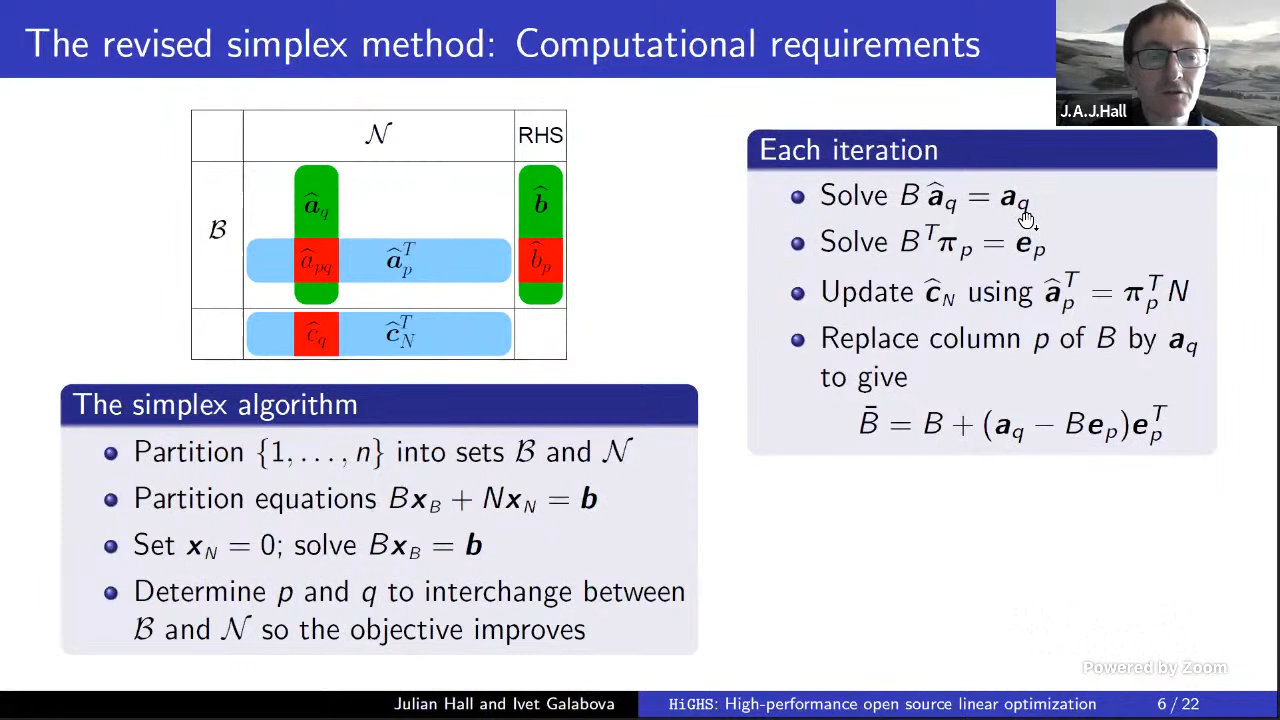 The revised simplex method: Computational requirements
J.A.J.Hall
𝒩 RHS
ℬ
â_q b̂
â_pq â_p^T b̂_p
ĉ_q ĉ_N^T
Each iteration
Solve B â_q = a_q
Solve B^T π_p = e_p
Update ĉ_N using â_p^T = π_p^T N
Replace column p of B by a_q
to give
B̄ = B + (a_q − Be_p)e_p^T
The simplex algorithm
Partition {1, . . . , n} into sets ℬ and 𝒩
Partition equations Bx_B + Nx_N = b
Set x_N = 0; solve Bx_B = b
Determine p and q to interchange between
ℬ and 𝒩 so the objective improves
Powered by Zoom
Julian Hall and Ivet Galabova
HiGHS: High-performance open source linear optimization
6 / 22